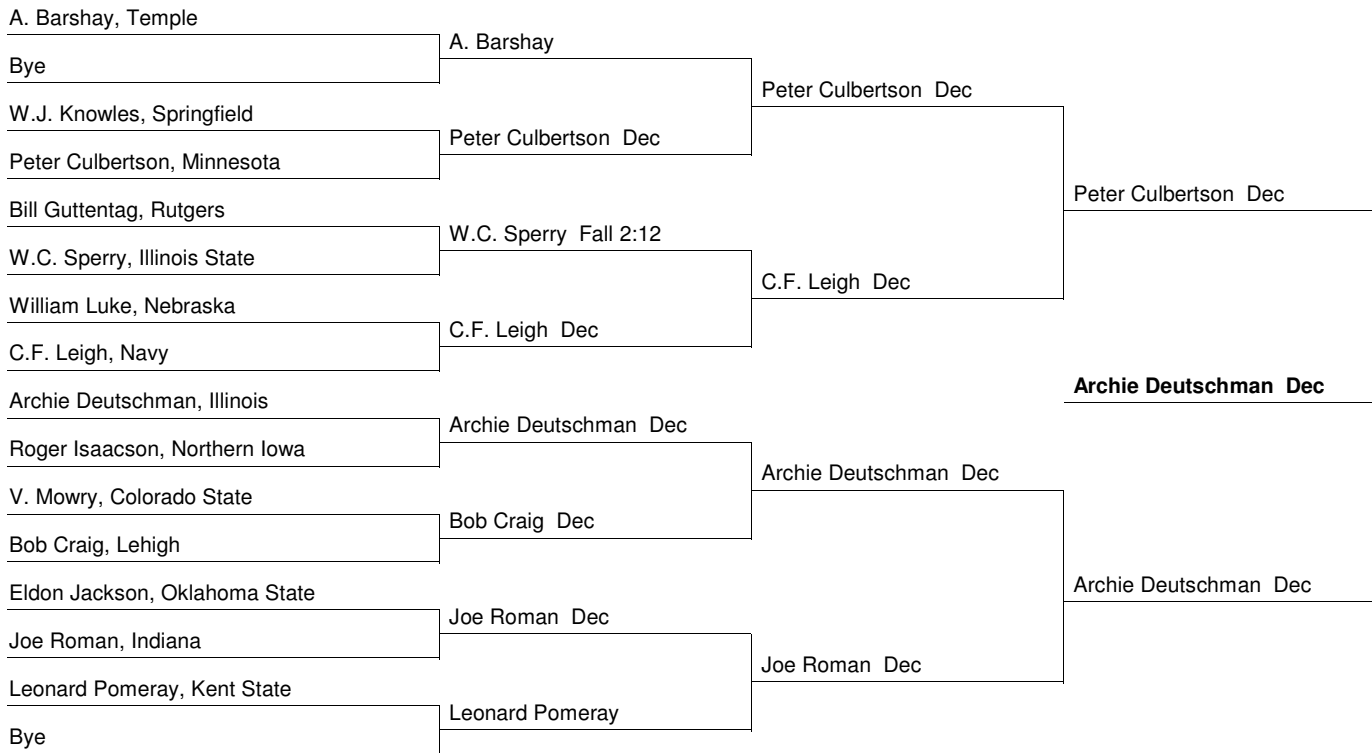 A. Barshay, Temple
Bye
W.J. Knowles, Springfield
Peter Culbertson, Minnesota
Bill Guttentag, Rutgers
W.C. Sperry, Illinois State
William Luke, Nebraska
C.F. Leigh, Navy
Archie Deutschman, Illinois
Roger Isaacson, Northern Iowa
V. Mowry, Colorado State
Bob Craig, Lehigh
Eldon Jackson, Oklahoma State
Joe Roman, Indiana
Leonard Pomeray, Kent State
Bye
A. Barshay
Peter Culbertson Dec
W.C. Sperry Fall 2:12
C.F. Leigh Dec
Archie Deutschman Dec
Bob Craig Dec
Joe Roman Dec
Leonard Pomeray
Peter Culbertson Dec
C.F. Leigh Dec
Archie Deutschman Dec
Joe Roman Dec
Peter Culbertson Dec
Archie Deutschman Dec
Archie Deutschman Dec